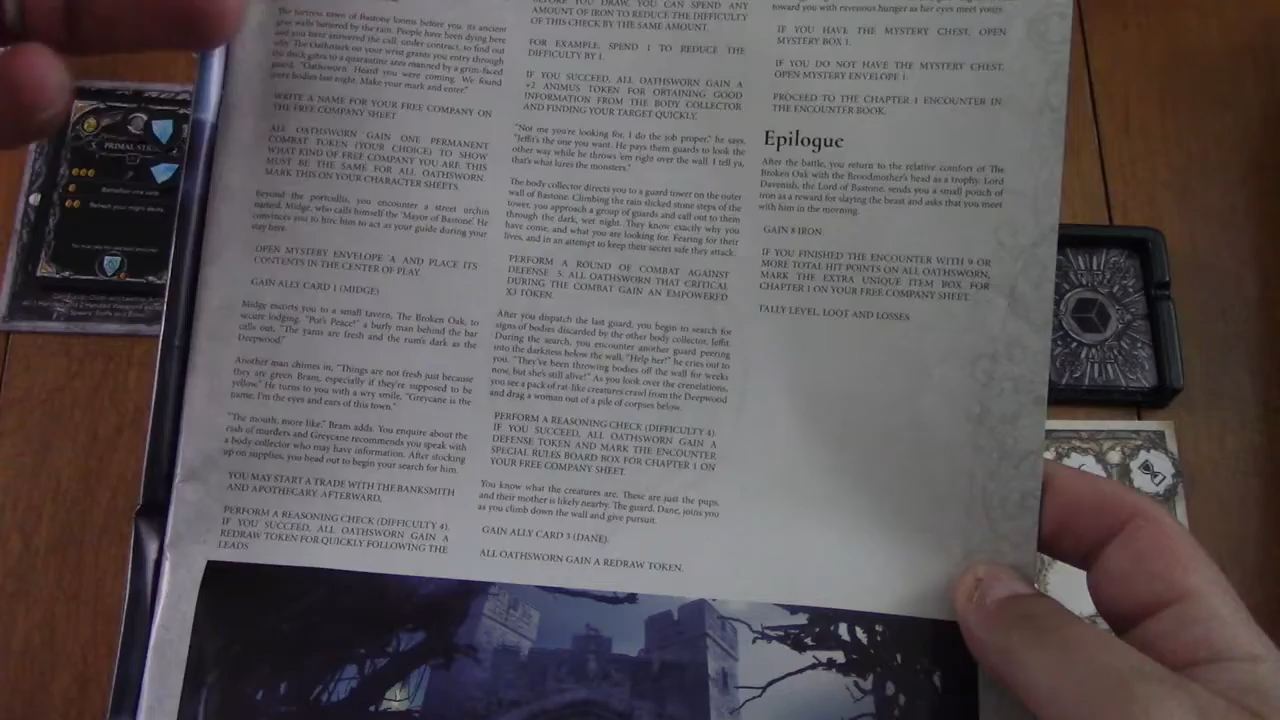 The fortress town of Bastone looms before you, its ancient
grey walls battered by the rain. People have been dying here
and you have answered the call, under contract, to find out
why. The Oathmark on your wrist grants you entry through
the thick gates to a quarantine area manned by a grim-faced
guard. "Oathsworn. Heard you were coming. We found
more bodies last night. Make your mark and enter."
WRITE A NAME FOR YOUR FREE COMPANY ON
THE FREE COMPANY SHEET
ALL OATHSWORN GAIN ONE PERMANENT
COMBAT TOKEN (YOUR CHOICE) TO SHOW
WHAT KIND OF FREE COMPANY YOU ARE. THIS
MUST BE THE SAME FOR ALL OATHSWORN.
MARK THIS ON YOUR CHARACTER SHEETS.
Beyond the portcullis, you encounter a street urchin
named, Midge, who calls himself the 'Mayor of Bastone'. He
convinces you to hire him to act as your guide during your
stay here.
OPEN MYSTERY ENVELOPE 'A' AND PLACE ITS
CONTENTS IN THE CENTER OF PLAY.
GAIN ALLY CARD 1 (MIDGE)
Midge escorts you to a small tavern, The Broken Oak, to
secure lodging. "Pot's Peace!" a burly man behind the bar
calls out, "The yams are fresh and the rum's dark as the
Deepwood."
Another man chimes in, "Things are not fresh just because
they are green Bram, especially if they're supposed to be
yellow." He turns to you with a wry smile, "Greycane is the
name. I'm the eyes and ears of this town."
"The mouth, more like," Bram adds. You enquire about the
rash of murders and Greycane recommends you speak with
a body collector who may have information. After stocking
up on supplies, you head out to begin your search for him.
YOU MAY START A TRADE WITH THE BANKSMITH
AND APOTHECARY. AFTERWARD,
PERFORM A REASONING CHECK (DIFFICULTY 4).
IF YOU SUCCEED, ALL OATHSWORN GAIN A
REDRAW TOKEN FOR QUICKLY FOLLOWING THE
LEADS
BEFORE YOU DRAW, YOU CAN SPEND ANY
AMOUNT OF IRON TO REDUCE THE DIFFICULTY
OF THIS CHECK BY THE SAME AMOUNT.
FOR EXAMPLE, SPEND 1 TO REDUCE THE
DIFFICULTY BY 1.
IF YOU SUCCEED, ALL OATHSWORN GAIN A
+2 ANIMUS TOKEN FOR OBTAINING GOOD
INFORMATION FROM THE BODY COLLECTOR
AND FINDING YOUR TARGET QUICKLY.
"Not me you're looking for, I do the job proper," he says.
"Jeffit's the one you want. He pays them guards to look the
other way while he throws 'em right over the wall. I tell ya,
that's what lures the monsters."
The body collector directs you to a guard tower on the outer
wall of Bastone. Climbing the rain slicked stone steps of the
tower, you approach a group of guards and call out to them
through the dark, wet night. They know exactly why you
have come, and what you are looking for. Fearing for their
lives, and in an attempt to keep their secret safe they attack.
PERFORM A ROUND OF COMBAT AGAINST
DEFENSE 5. ALL OATHSWORN THAT CRITICAL
DURING THE COMBAT GAIN AN EMPOWERED
X3 TOKEN.
After you dispatch the last guard, you begin to search for
signs of bodies discarded by the other body collector, Jeffit.
During the search, you encounter another guard peering
into the darkness below the wall, "Help her!" he cries out to
you. "They've been throwing bodies off the wall for weeks
now, but she's still alive!" As you look over the crenelations,
you see a pack of rat-like creatures crawl from the Deepwood
and drag a woman out of a pile of corpses below.
PERFORM A REASONING CHECK (DIFFICULTY 4).
IF YOU SUCCEED, ALL OATHSWORN GAIN A
DEFENSE TOKEN AND MARK THE ENCOUNTER
SPECIAL RULES BOARD BOX FOR CHAPTER 1 ON
YOUR FREE COMPANY SHEET.
You know what the creatures are. These are just the pups,
and their mother is likely nearby. The guard, Dane, joins you
as you climb down the wall and give pursuit.
GAIN ALLY CARD 3 (DANE).
ALL OATHSWORN GAIN A REDRAW TOKEN.
toward you with ravenous hunger as her eyes meet yours.
IF YOU HAVE THE MYSTERY CHEST, OPEN
MYSTERY BOX 1.
IF YOU DO NOT HAVE THE MYSTERY CHEST,
OPEN MYSTERY ENVELOPE 1.
PROCEED TO THE CHAPTER 1 ENCOUNTER IN
THE ENCOUNTER BOOK.
Epilogue
After the battle, you return to the relative comfort of The
Broken Oak with the Broodmother's head as a trophy. Lord
Davenish, the Lord of Bastone, sends you a small pouch of
iron as a reward for slaying the beast and asks that you meet
with him in the morning.
GAIN 8 IRON.
IF YOU FINISHED THE ENCOUNTER WITH 9 OR
MORE TOTAL HIT POINTS ON ALL OATHSWORN,
MARK THE EXTRA UNIQUE ITEM BOX FOR
CHAPTER 1 ON YOUR FREE COMPANY SHEET.
TALLY LEVEL, LOOT AND LOSSES